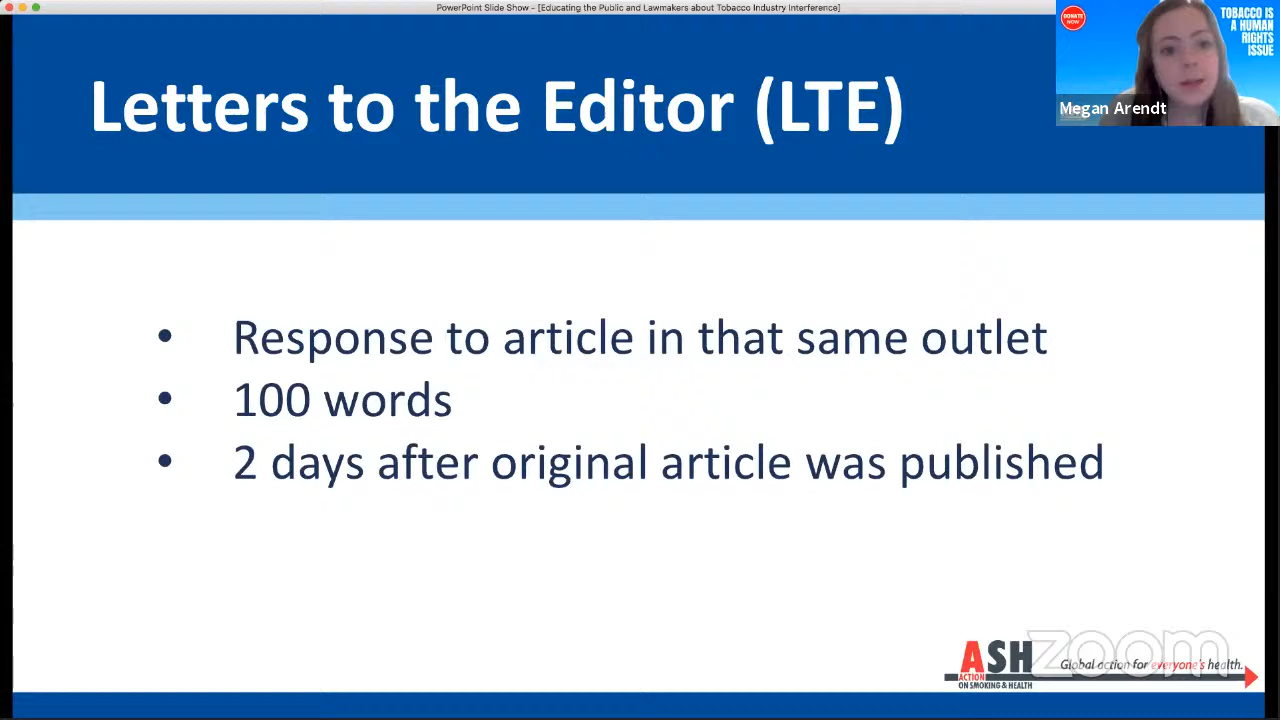 PowerPoint Slide Show - [Educating the Public and Lawmakers about Tobacco Industry Interference]
DONATE
NOW
TOBACCO IS
A HUMAN
RIGHTS
ISSUE
Megan Arendt
Letters to the Editor (LTE)
• Response to article in that same outlet
• 100 words
• 2 days after original article was published
zoom
ASH
ACTION
ON SMOKING & HEALTH
Global action for everyone's health.